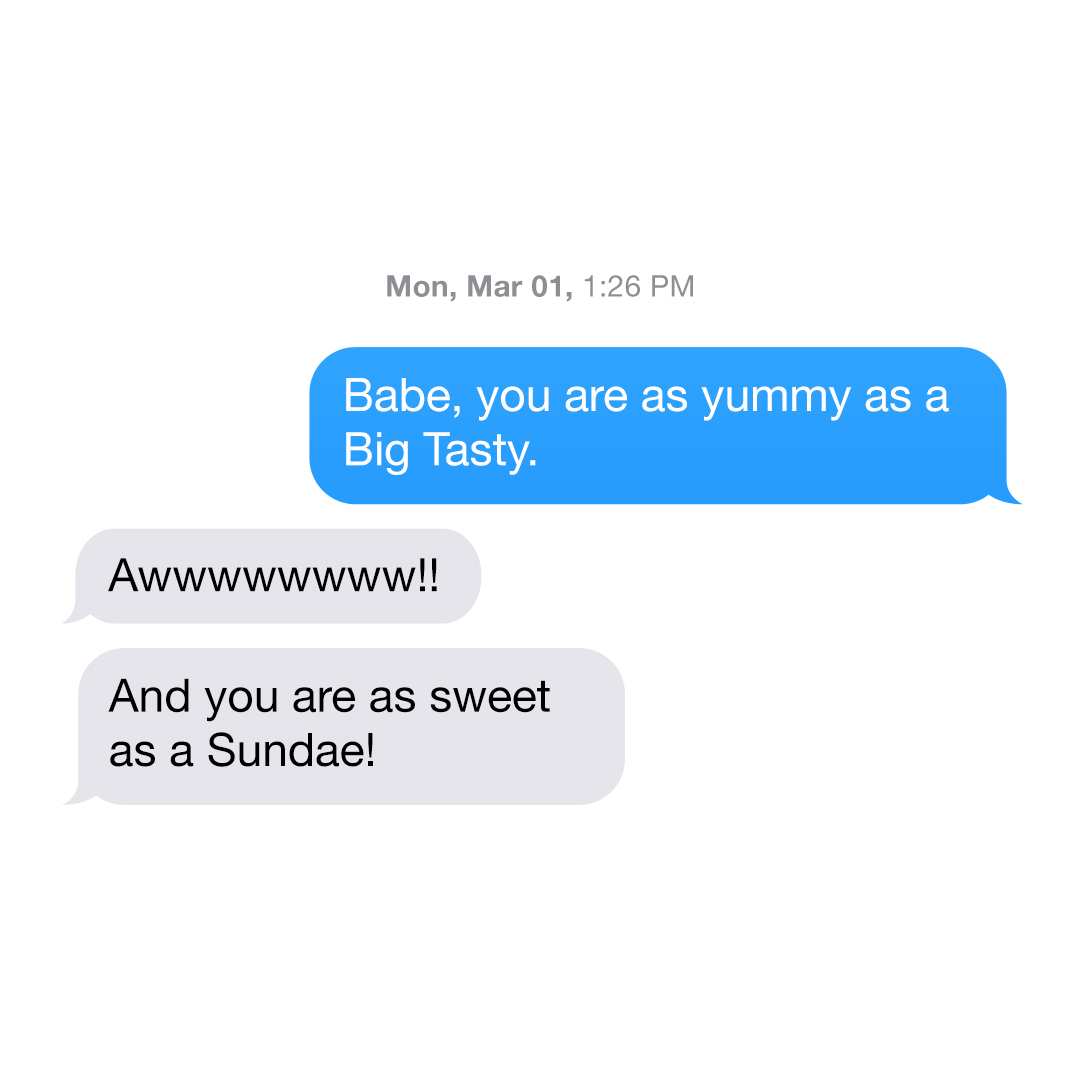 Mon, Mar 01, 1:26 PM
Babe, you are as yummy as a
Big Tasty.
Awwwwwwww!!
And you are as sweet
as a Sundae!